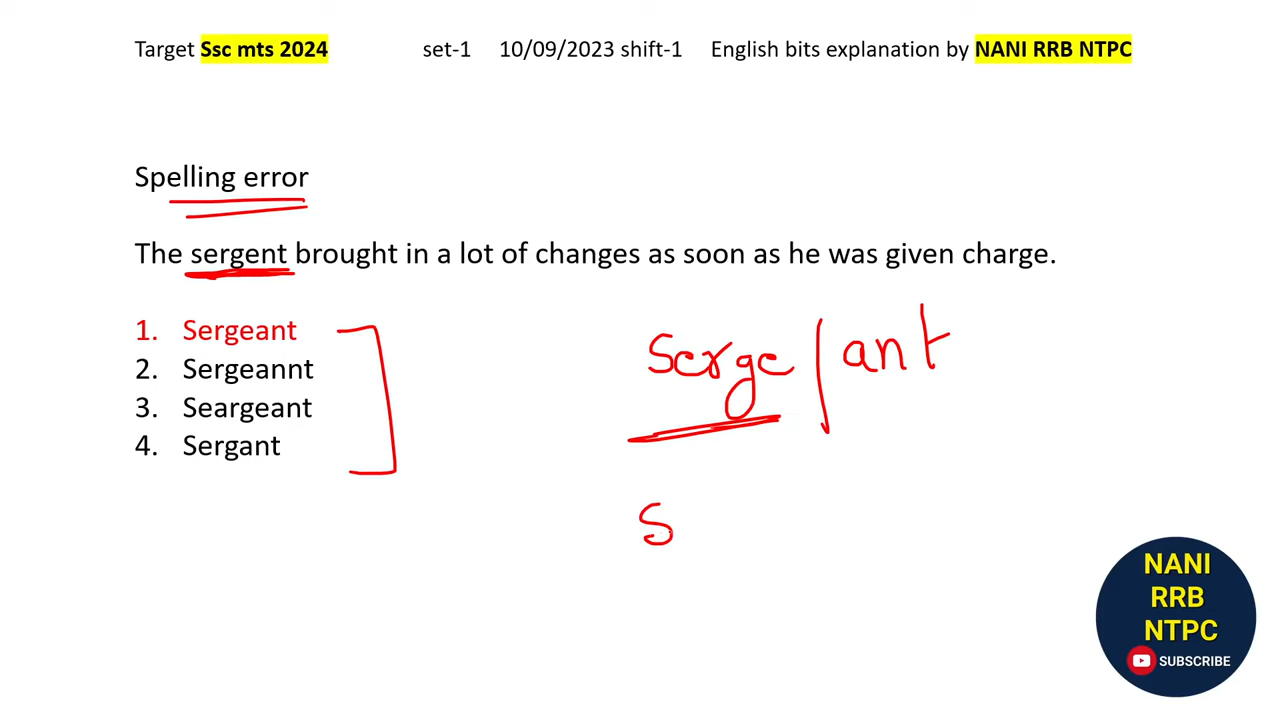 Target Ssc mts 2024 set-1 10/09/2023 shift-1 English bits explanation by NANI RRB NTPC
Spelling error
The sergent brought in a lot of changes as soon as he was given charge.
1. Sergeant
2. Sergeannt
3. Seargeant
4. Sergant
Serge/ant
S
NANI
RRB
NTPC
SUBSCRIBE